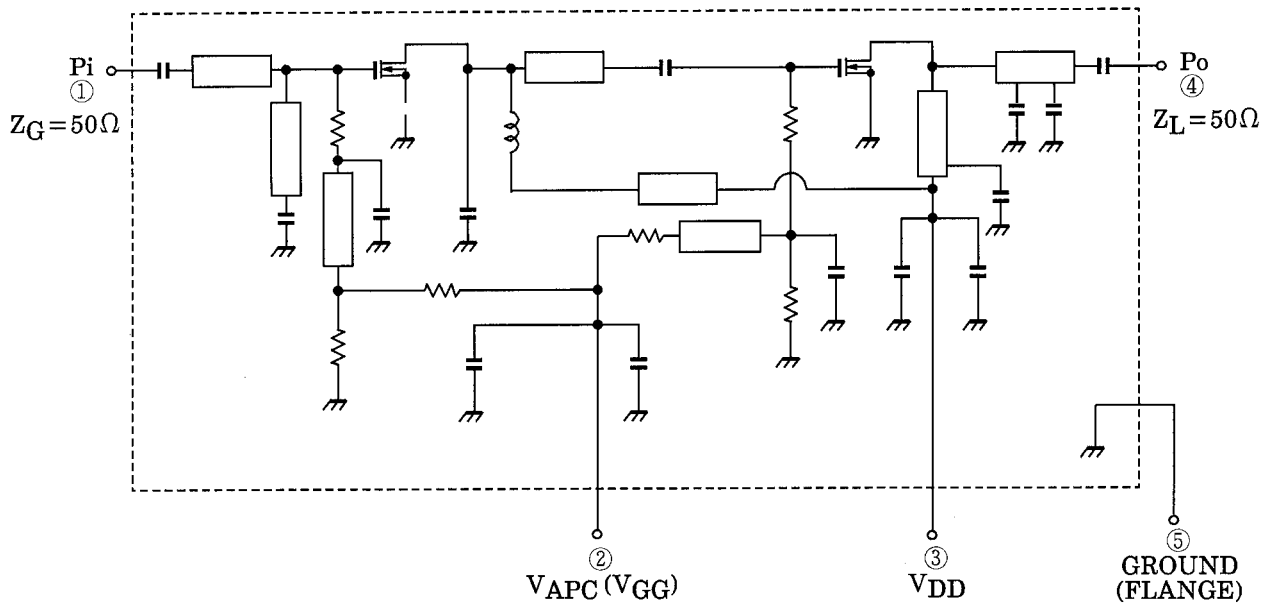 Pi
①
ZG=50Ω
Po
④
ZL=50Ω
②
VAPC(VGG)
③
VDD
⑤
GROUND
(FLANGE)